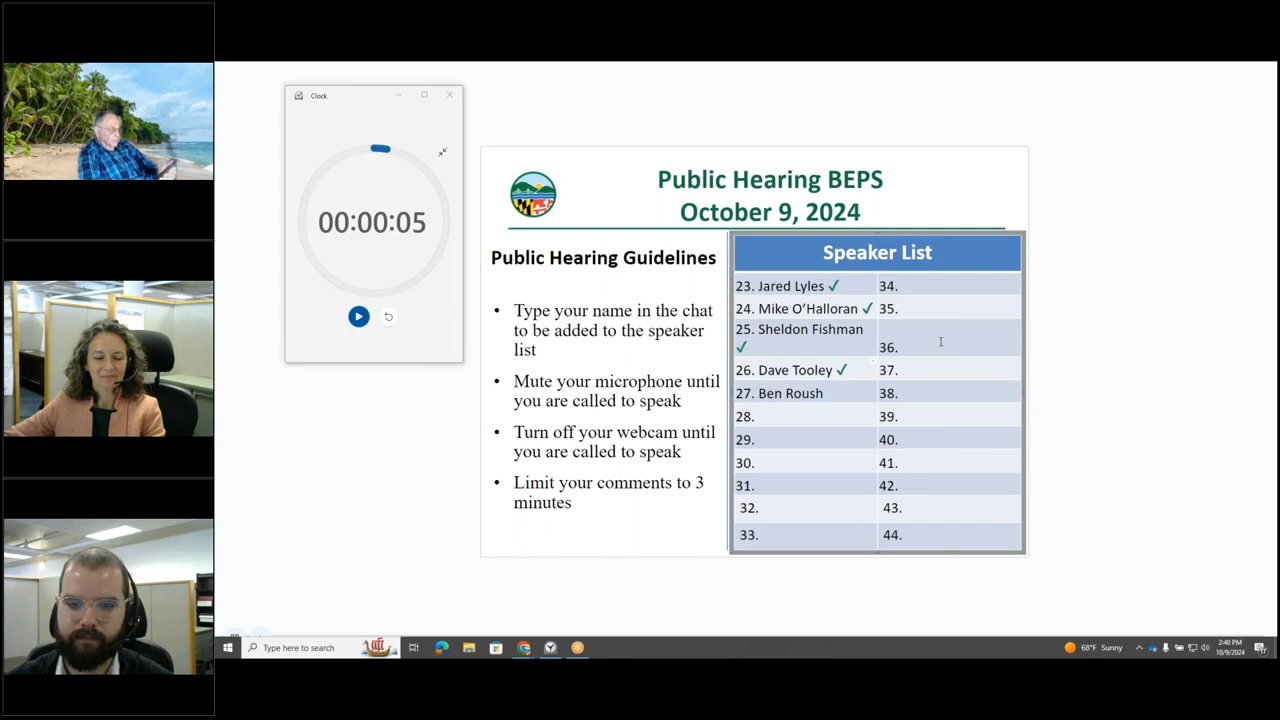 Clock
00:00:05
Public Hearing BEPS
October 9, 2024
Public Hearing Guidelines
• Type your name in the chat
to be added to the speaker
list
• Mute your microphone until
you are called to speak
• Turn off your webcam until
you are called to speak
• Limit your comments to 3
minutes
Speaker List
23. Jared Lyles ✓ 34.
24. Mike O’Halloran ✓ 35.
25. Sheldon Fishman
✓ 36.
26. Dave Tooley ✓ 37.
27. Ben Roush 38.
28. 39.
29. 40.
30. 41.
31. 42.
32. 43.
33. 44.
Type here to search
68°F Sunny
2:40 PM
10/9/2024